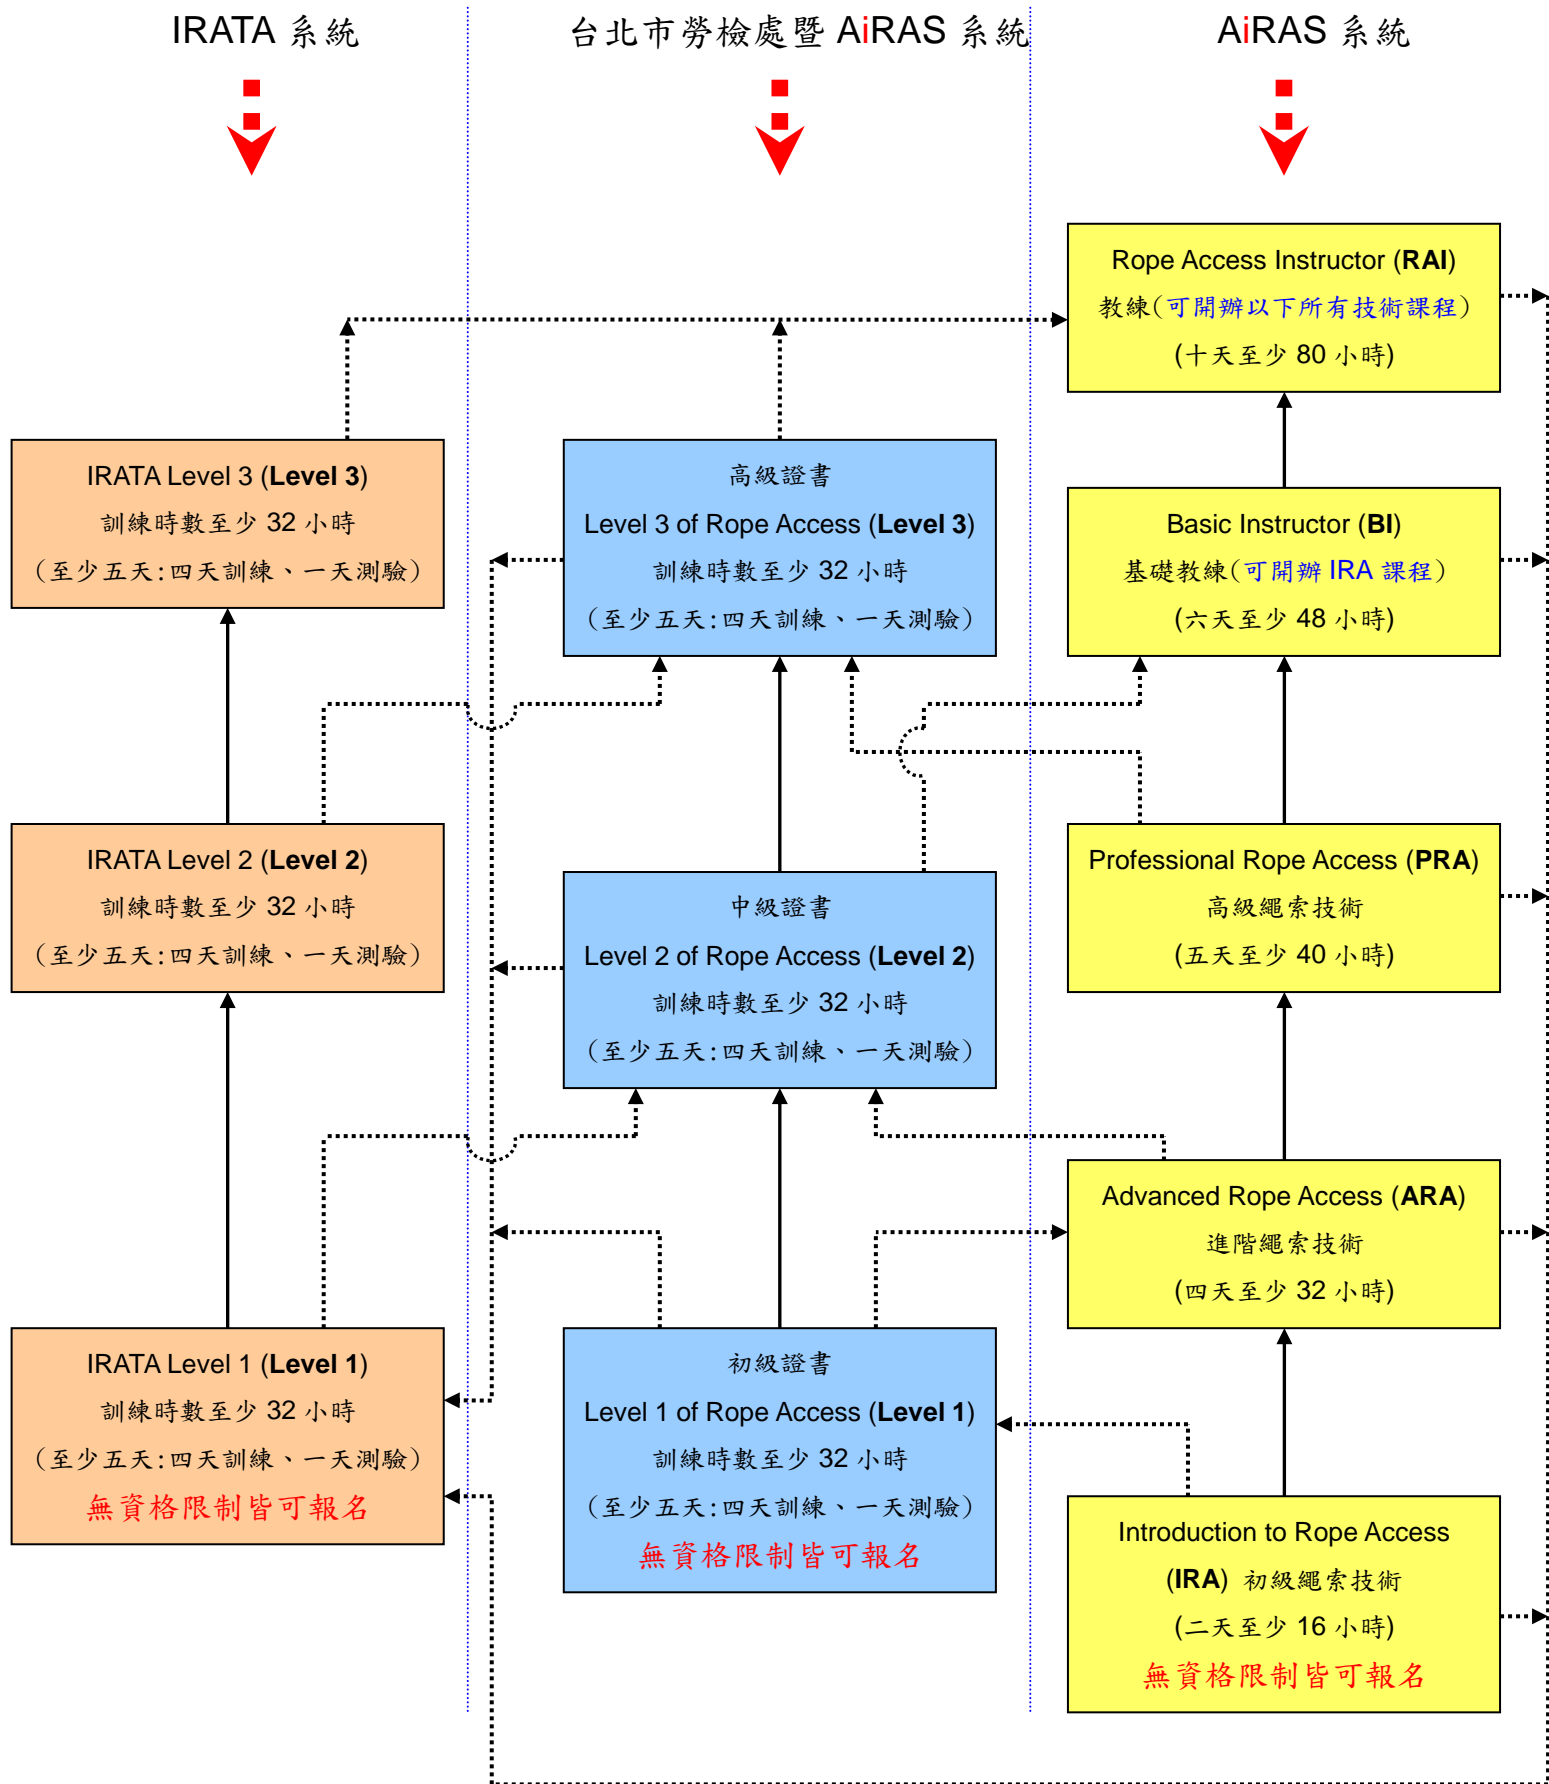 IRATA 系統
台北市勞檢處暨 AiRAS 系統
AiRAS 系統
Rope Access Instructor (RAI)
教練(可開辦以下所有技術課程)
(十天至少 80 小時)
IRATA Level 3 (Level 3)
訓練時數至少 32 小時
(至少五天:四天訓練、一天測驗)
高級證書
Level 3 of Rope Access (Level 3)
訓練時數至少 32 小時
(至少五天:四天訓練、一天測驗)
Basic Instructor (BI)
基礎教練(可開辦 IRA 課程)
(六天至少 48 小時)
IRATA Level 2 (Level 2)
訓練時數至少 32 小時
(至少五天:四天訓練、一天測驗)
中級證書
Level 2 of Rope Access (Level 2)
訓練時數至少 32 小時
(至少五天:四天訓練、一天測驗)
Professional Rope Access (PRA)
高級繩索技術
(五天至少 40 小時)
Advanced Rope Access (ARA)
進階繩索技術
(四天至少 32 小時)
IRATA Level 1 (Level 1)
訓練時數至少 32 小時
(至少五天:四天訓練、一天測驗)
無資格限制皆可報名
初級證書
Level 1 of Rope Access (Level 1)
訓練時數至少 32 小時
(至少五天:四天訓練、一天測驗)
無資格限制皆可報名
Introduction to Rope Access
(IRA) 初級繩索技術
(二天至少 16 小時)
無資格限制皆可報名